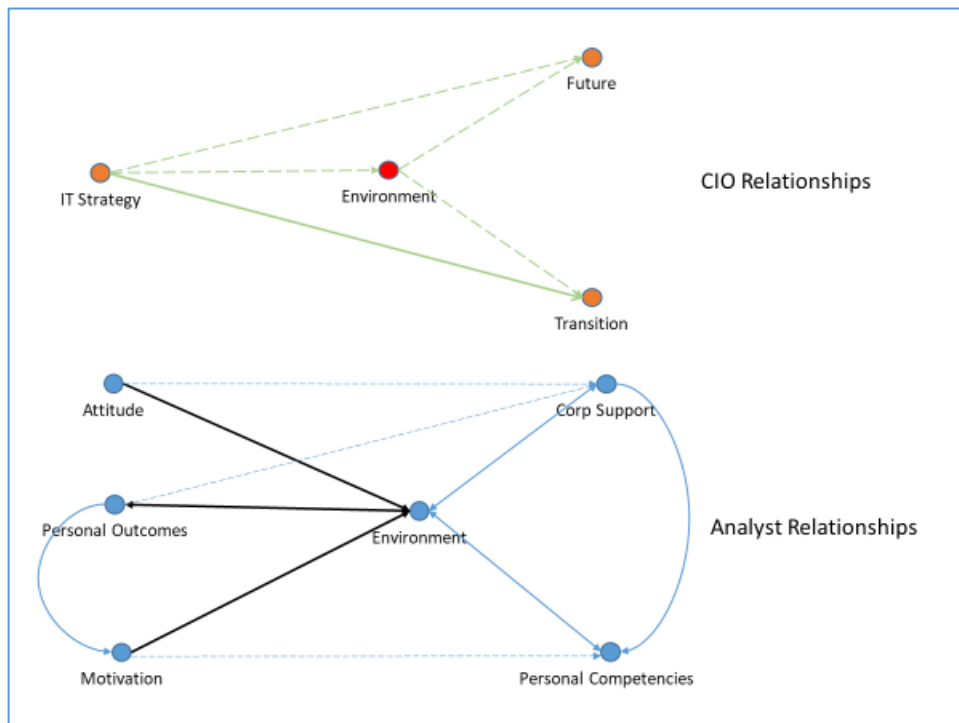 Future
IT Strategy
Environment
CIO Relationships
Transition
Attitude
Corp Support
Personal Outcomes
Environment
Analyst Relationships
Motivation
Personal Competencies